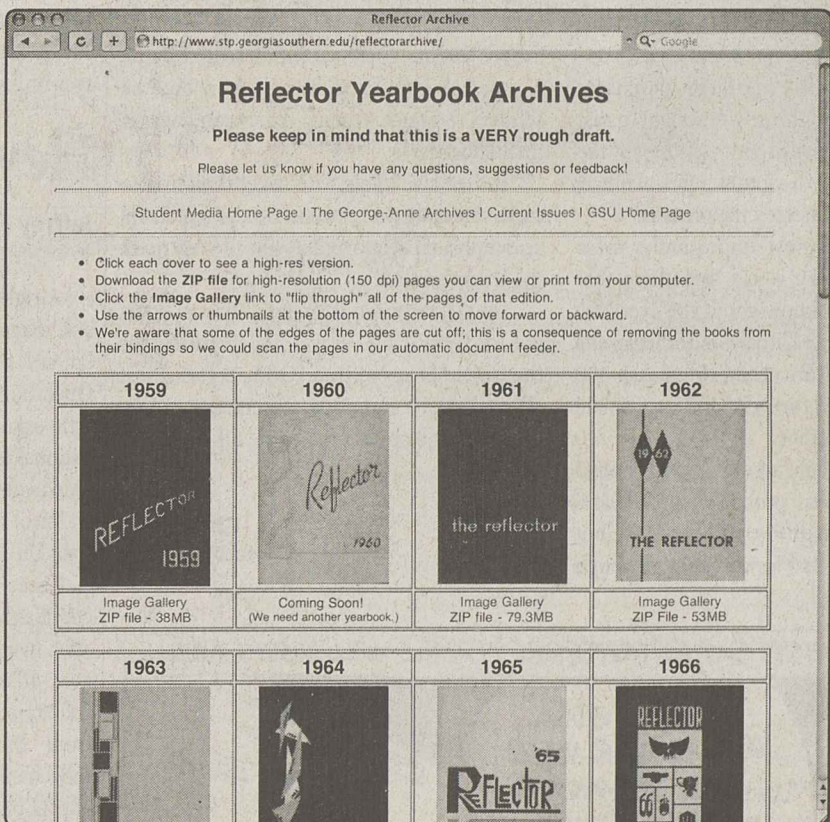 Reflector Archive
http://www.stp.georgiasouthern.edu/reflectorarchive/
Google
Reflector Yearbook Archives
Please keep in mind that this is a VERY rough draft.
Please let us know if you have any questions, suggestions or feedback!
Student Media Home Page | The George-Anne Archives | Current Issues | GSU Home Page
• Click each cover to see a high-res version.
• Download the ZIP file for high-resolution (150 dpi) pages you can view or print from your computer.
• Click the Image Gallery link to "flip through" all of the pages of that edition.
• Use the arrows or thumbnails at the bottom of the screen to move forward or backward.
• We're aware that some of the edges of the pages are cut off; this is a consequence of removing the books from
their bindings so we could scan the pages in our automatic document feeder.
1959 1960 1961 1962
REFLECTOR
1959
Reflector
1960
the reflector
19 62
THE REFLECTOR
Image Gallery
ZIP file - 38MB
Coming Soon!
(We need another yearbook.)
Image Gallery
ZIP file - 79.3MB
Image Gallery
ZIP File - 53MB
1963 1964 1965 1966
'65
REFLECTOR
REFLECTOR
66